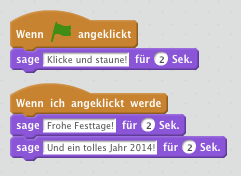 Wenn angeklickt
sage Klicke und staune! für 2 Sek.
Wenn ich angeklickt werde
sage Frohe Festtage! für 2 Sek.
sage Und ein tolles Jahr 2014! für 2 Sek.